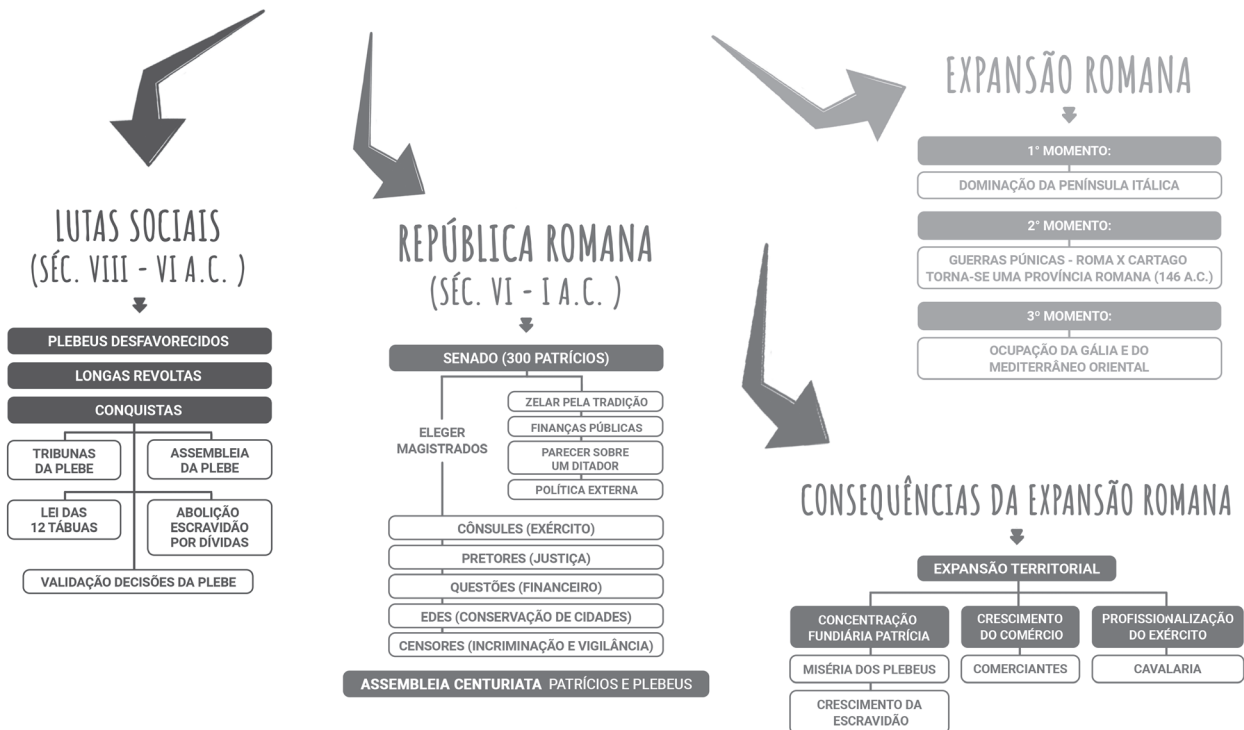 LUTAS SOCIAIS
(SÉC. VIII - VI A.C. )
PLEBEUS DESFAVORECIDOS
LONGAS REVOLTAS
CONQUISTAS
TRIBUNAS
DA PLEBE
ASSEMBLEIA
DA PLEBE
LEI DAS
12 TÁBUAS
ABOLIÇÃO
ESCRAVIDÃO
POR DÍVIDAS
VALIDAÇÃO DECISÕES DA PLEBE
REPÚBLICA ROMANA
(SÉC. VI - I A.C. )
SENADO (300 PATRÍCIOS)
ELEGER
MAGISTRADOS
ZELAR PELA TRADIÇÃO
FINANÇAS PÚBLICAS
PARECER SOBRE
UM DITADOR
POLÍTICA EXTERNA
CÔNSULES (EXÉRCITO)
PRETORES (JUSTIÇA)
QUESTÕES (FINANCEIRO)
EDES (CONSERVAÇÃO DE CIDADES)
CENSORES (INCRIMINAÇÃO E VIGILÂNCIA)
ASSEMBLEIA CENTURIATA PATRÍCIOS E PLEBEUS
EXPANSÃO ROMANA
1° MOMENTO:
DOMINAÇÃO DA PENÍNSULA ITÁLICA
2° MOMENTO:
GUERRAS PÚNICAS - ROMA X CARTAGO
TORNA-SE UMA PROVÍNCIA ROMANA (146 A.C.)
3º MOMENTO:
OCUPAÇÃO DA GÁLIA E DO
MEDITERRÂNEO ORIENTAL
CONSEQUÊNCIAS DA EXPANSÃO ROMANA
EXPANSÃO TERRITORIAL
CONCENTRAÇÃO
FUNDIÁRIA PATRÍCIA
MISÉRIA DOS PLEBEUS
CRESCIMENTO DA
ESCRAVIDÃO
CRESCIMENTO
DO COMÉRCIO
COMERCIANTES
PROFISSIONALIZAÇÃO
DO EXÉRCITO
CAVALARIA